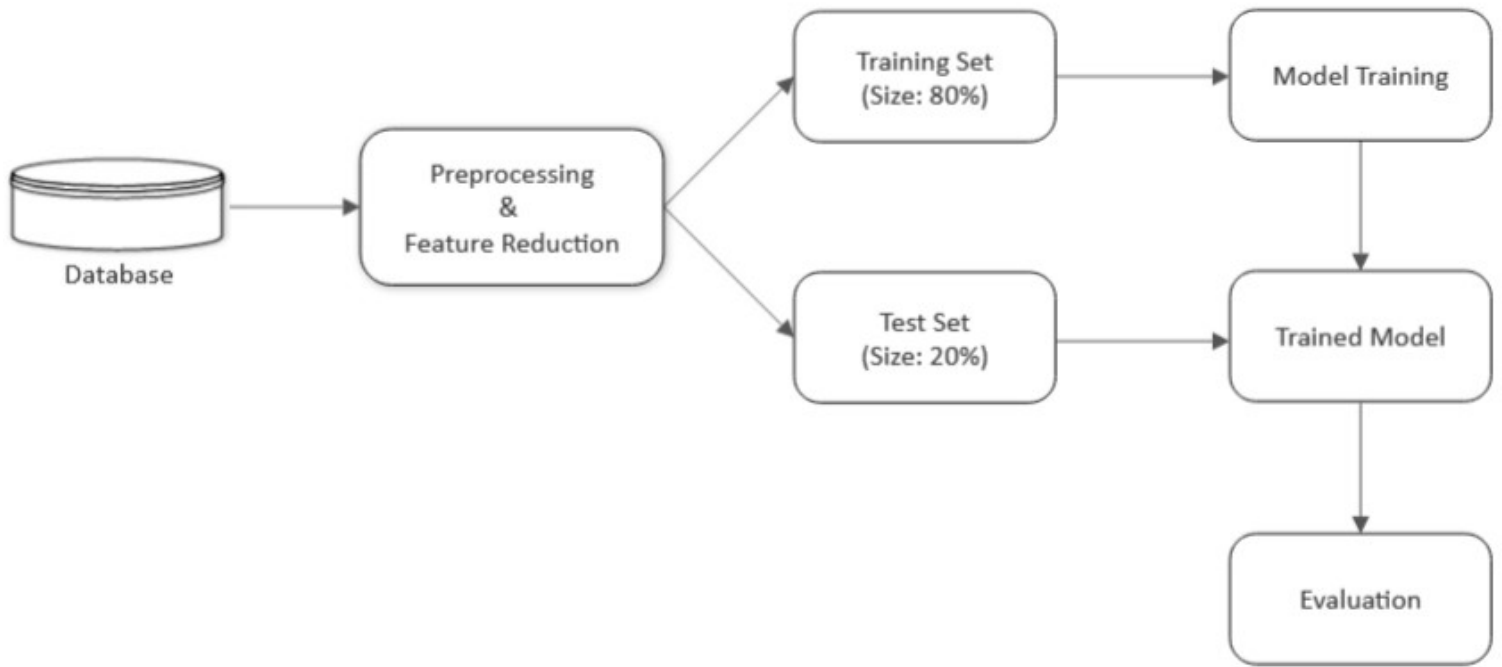 Database
Preprocessing
&
Feature Reduction
Training Set
(Size: 80%)
Model Training
Test Set
(Size: 20%)
Trained Model
Evaluation